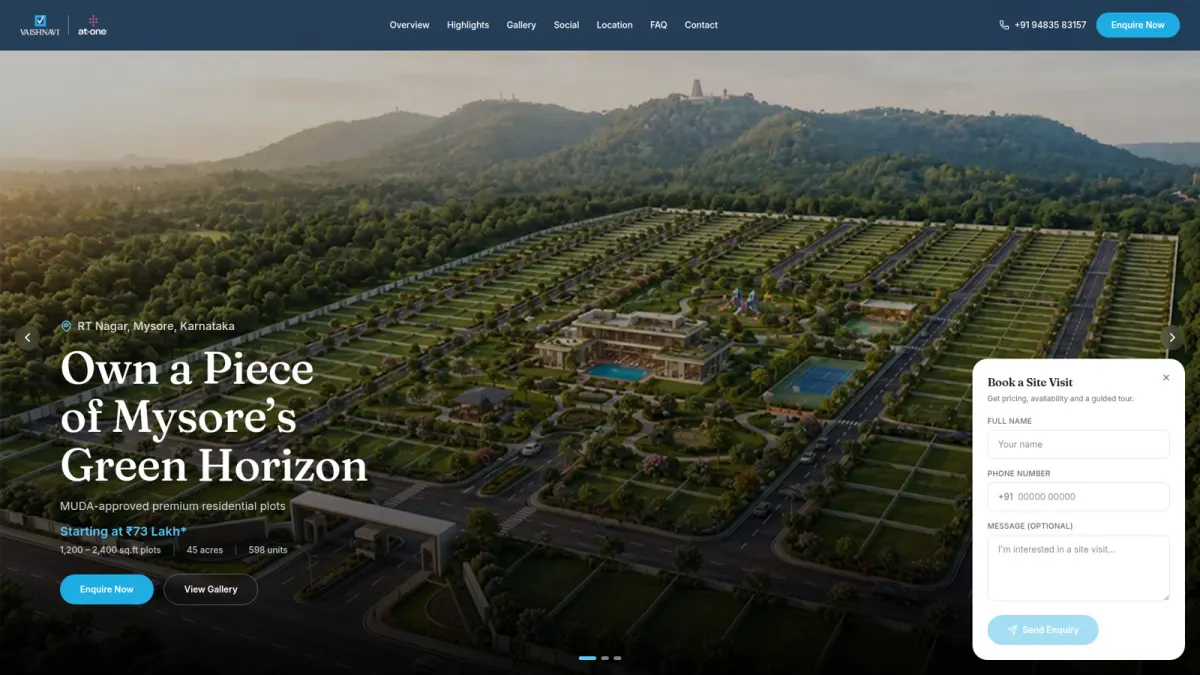 VAISHNAVI
at·one
Overview
Highlights
Gallery
Social
Location
FAQ
Contact
+91 94835 83157
Enquire Now
RT Nagar, Mysore, Karnataka
Own a Piece
of Mysore’s
Green Horizon
MUDA-approved premium residential plots
Starting at ₹73 Lakh*
1,200 – 2,400 sq.ft plots
45 acres
598 units
Enquire Now
View Gallery
Book a Site Visit
Get pricing, availability and a guided tour.
FULL NAME
Your name
PHONE NUMBER
+91 00000 00000
MESSAGE (OPTIONAL)
I'm interested in a site visit...
Send Enquiry